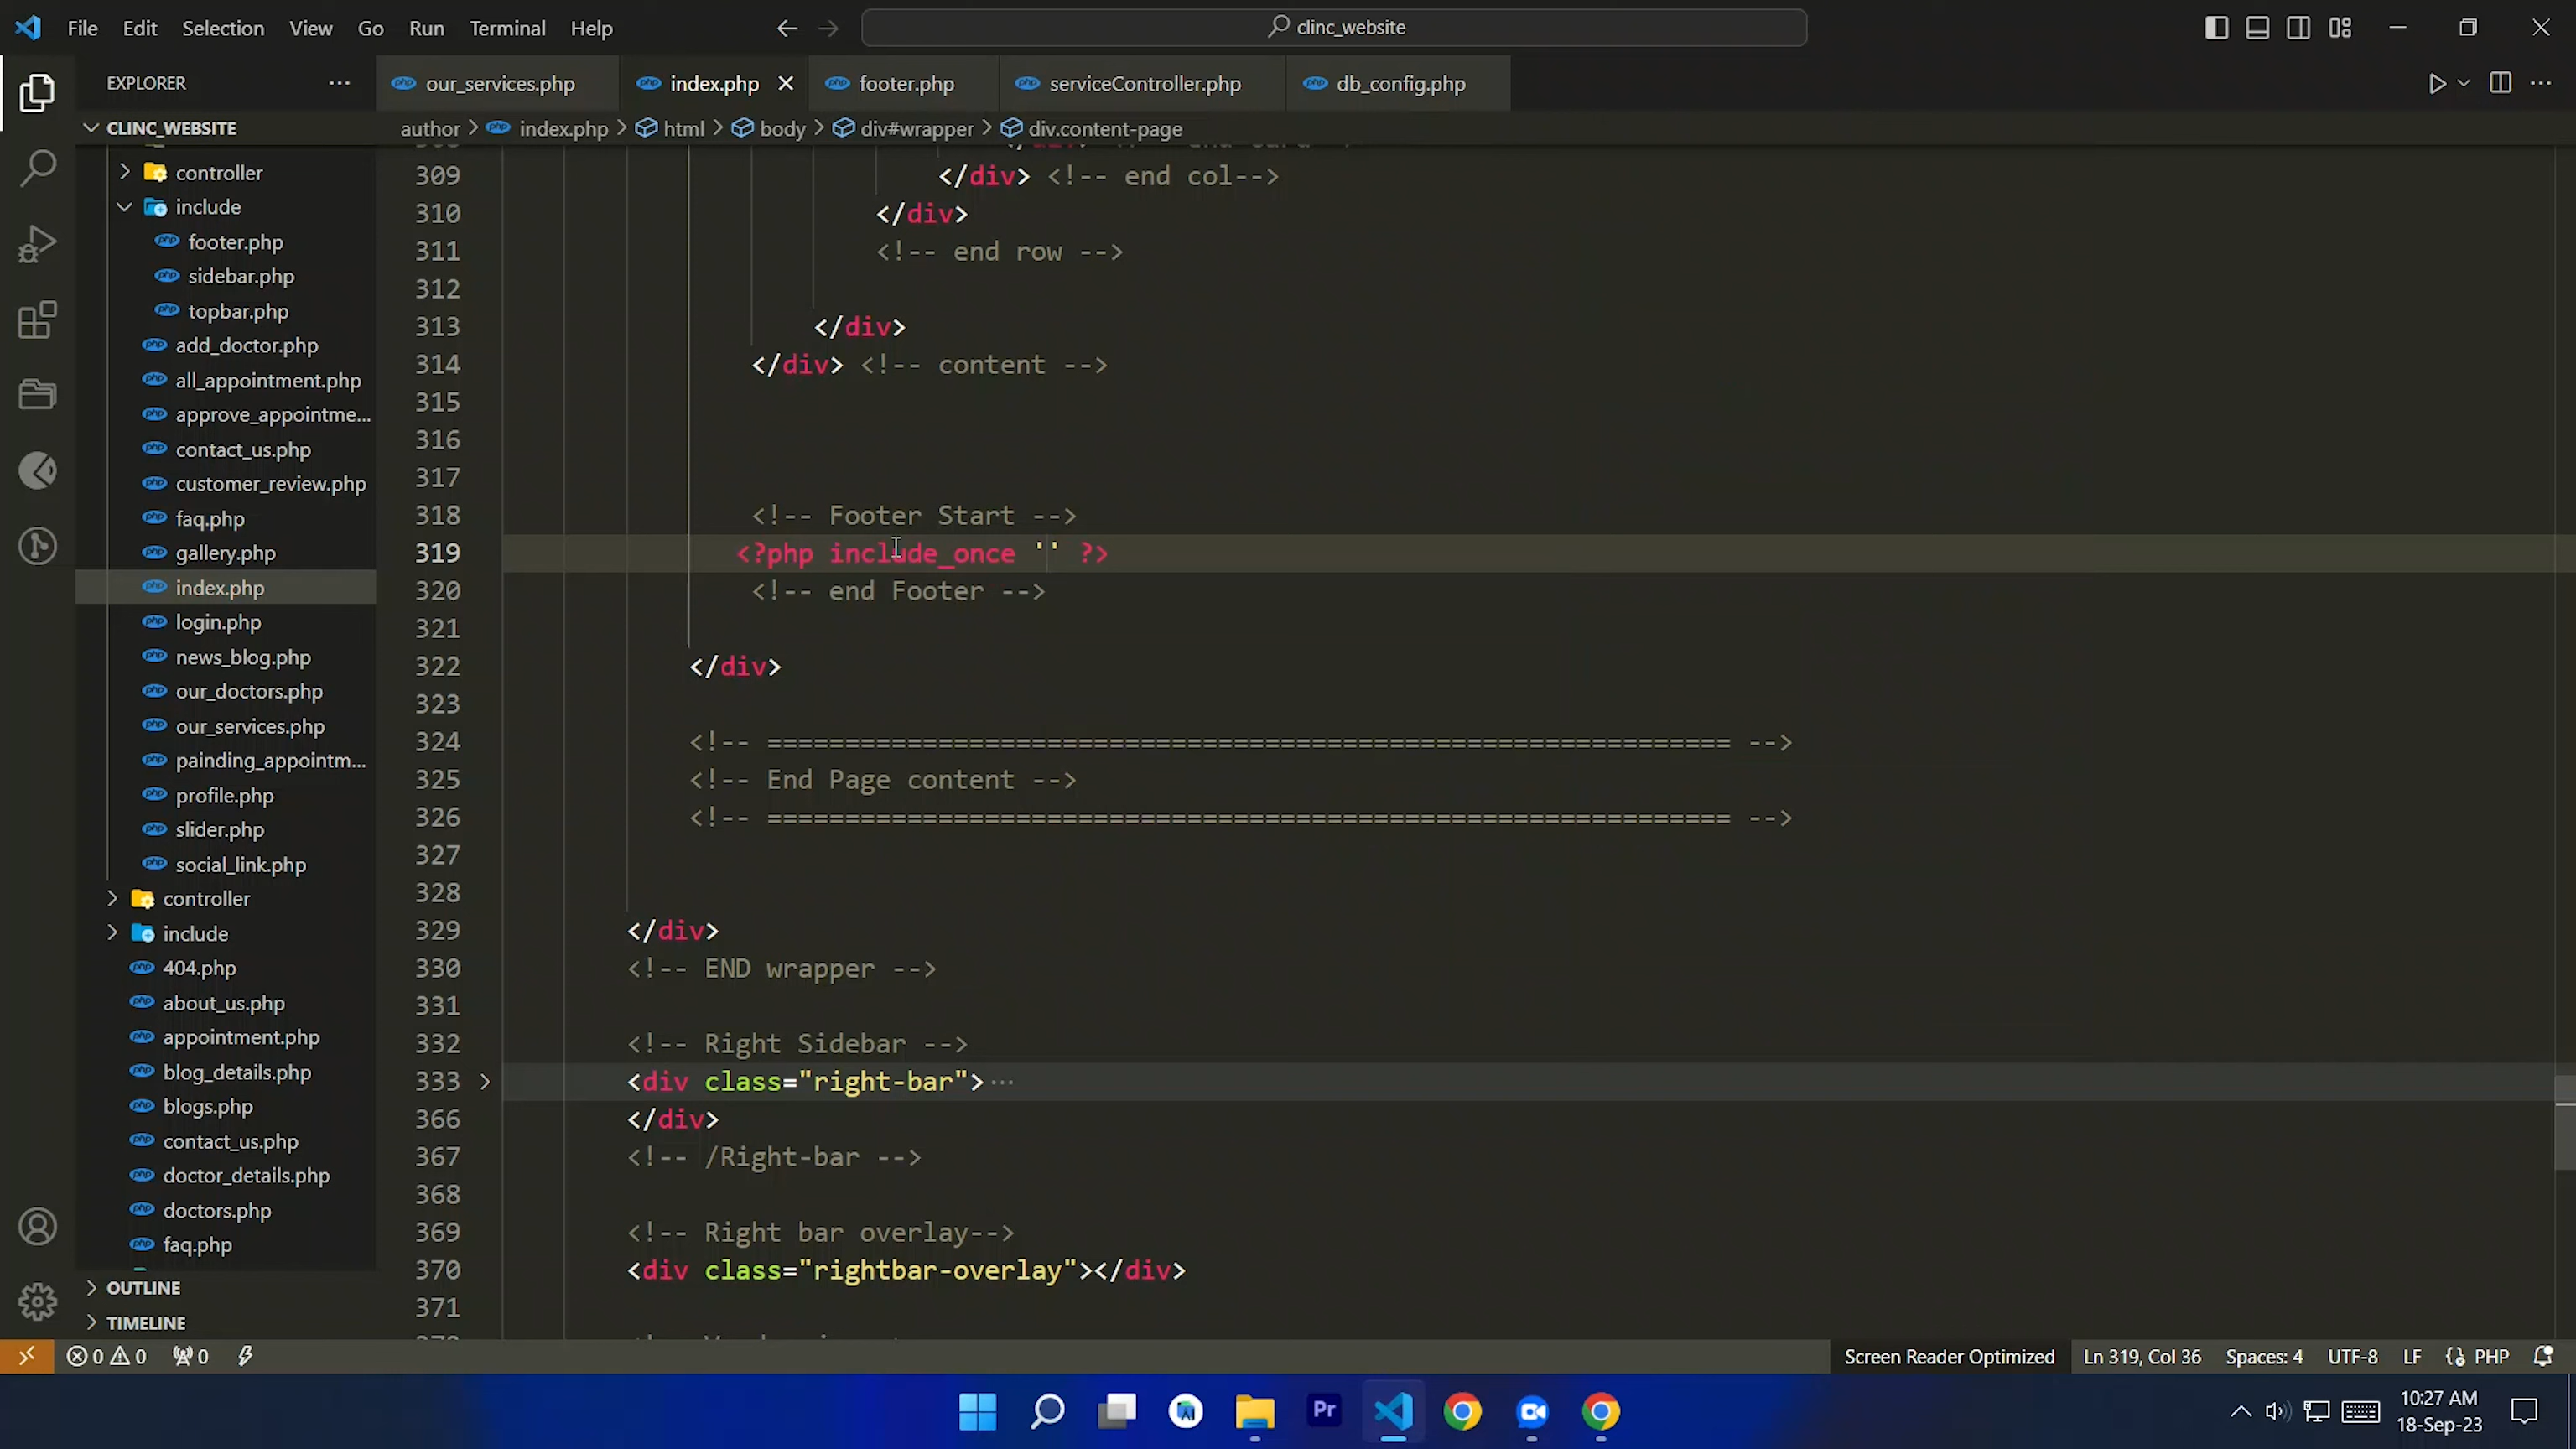 File Edit Selection View Go Run Terminal Help
clinc_website
EXPLORER
our_services.php
index.php
footer.php
serviceController.php
db_config.php
CLINC_WEBSITE
author > index.php > html > body > div#wrapper > div.content-page
controller
include
footer.php
sidebar.php
topbar.php
add_doctor.php
all_appointment.php
approve_appointme...
contact_us.php
customer_review.php
faq.php
gallery.php
index.php
login.php
news_blog.php
our_doctors.php
our_services.php
painding_appointm...
profile.php
slider.php
social_link.php
controller
include
404.php
about_us.php
appointment.php
blog_details.php
blogs.php
contact_us.php
doctor_details.php
doctors.php
faq.php
OUTLINE
TIMELINE
309 </div> <!-- end col-->
310 </div>
311 <!-- end row -->
312
313 </div>
314 </div> <!-- content -->
315
316
317
318 <!-- Footer Start -->
319 <?php include_once '' ?>
320 <!-- end Footer -->
321
322 </div>
323
324 <!-- ============================================================== -->
325 <!-- End Page content -->
326 <!-- ============================================================== -->
327
328
329 </div>
330 <!-- END wrapper -->
331
332 <!-- Right Sidebar -->
333 <div class="right-bar">···
366 </div>
367 <!-- /Right-bar -->
368
369 <!-- Right bar overlay-->
370 <div class="rightbar-overlay"></div>
371
0 0 0
Screen Reader Optimized Ln 319, Col 36 Spaces: 4 UTF-8 LF PHP
Pr
10:27 AM
18-Sep-23